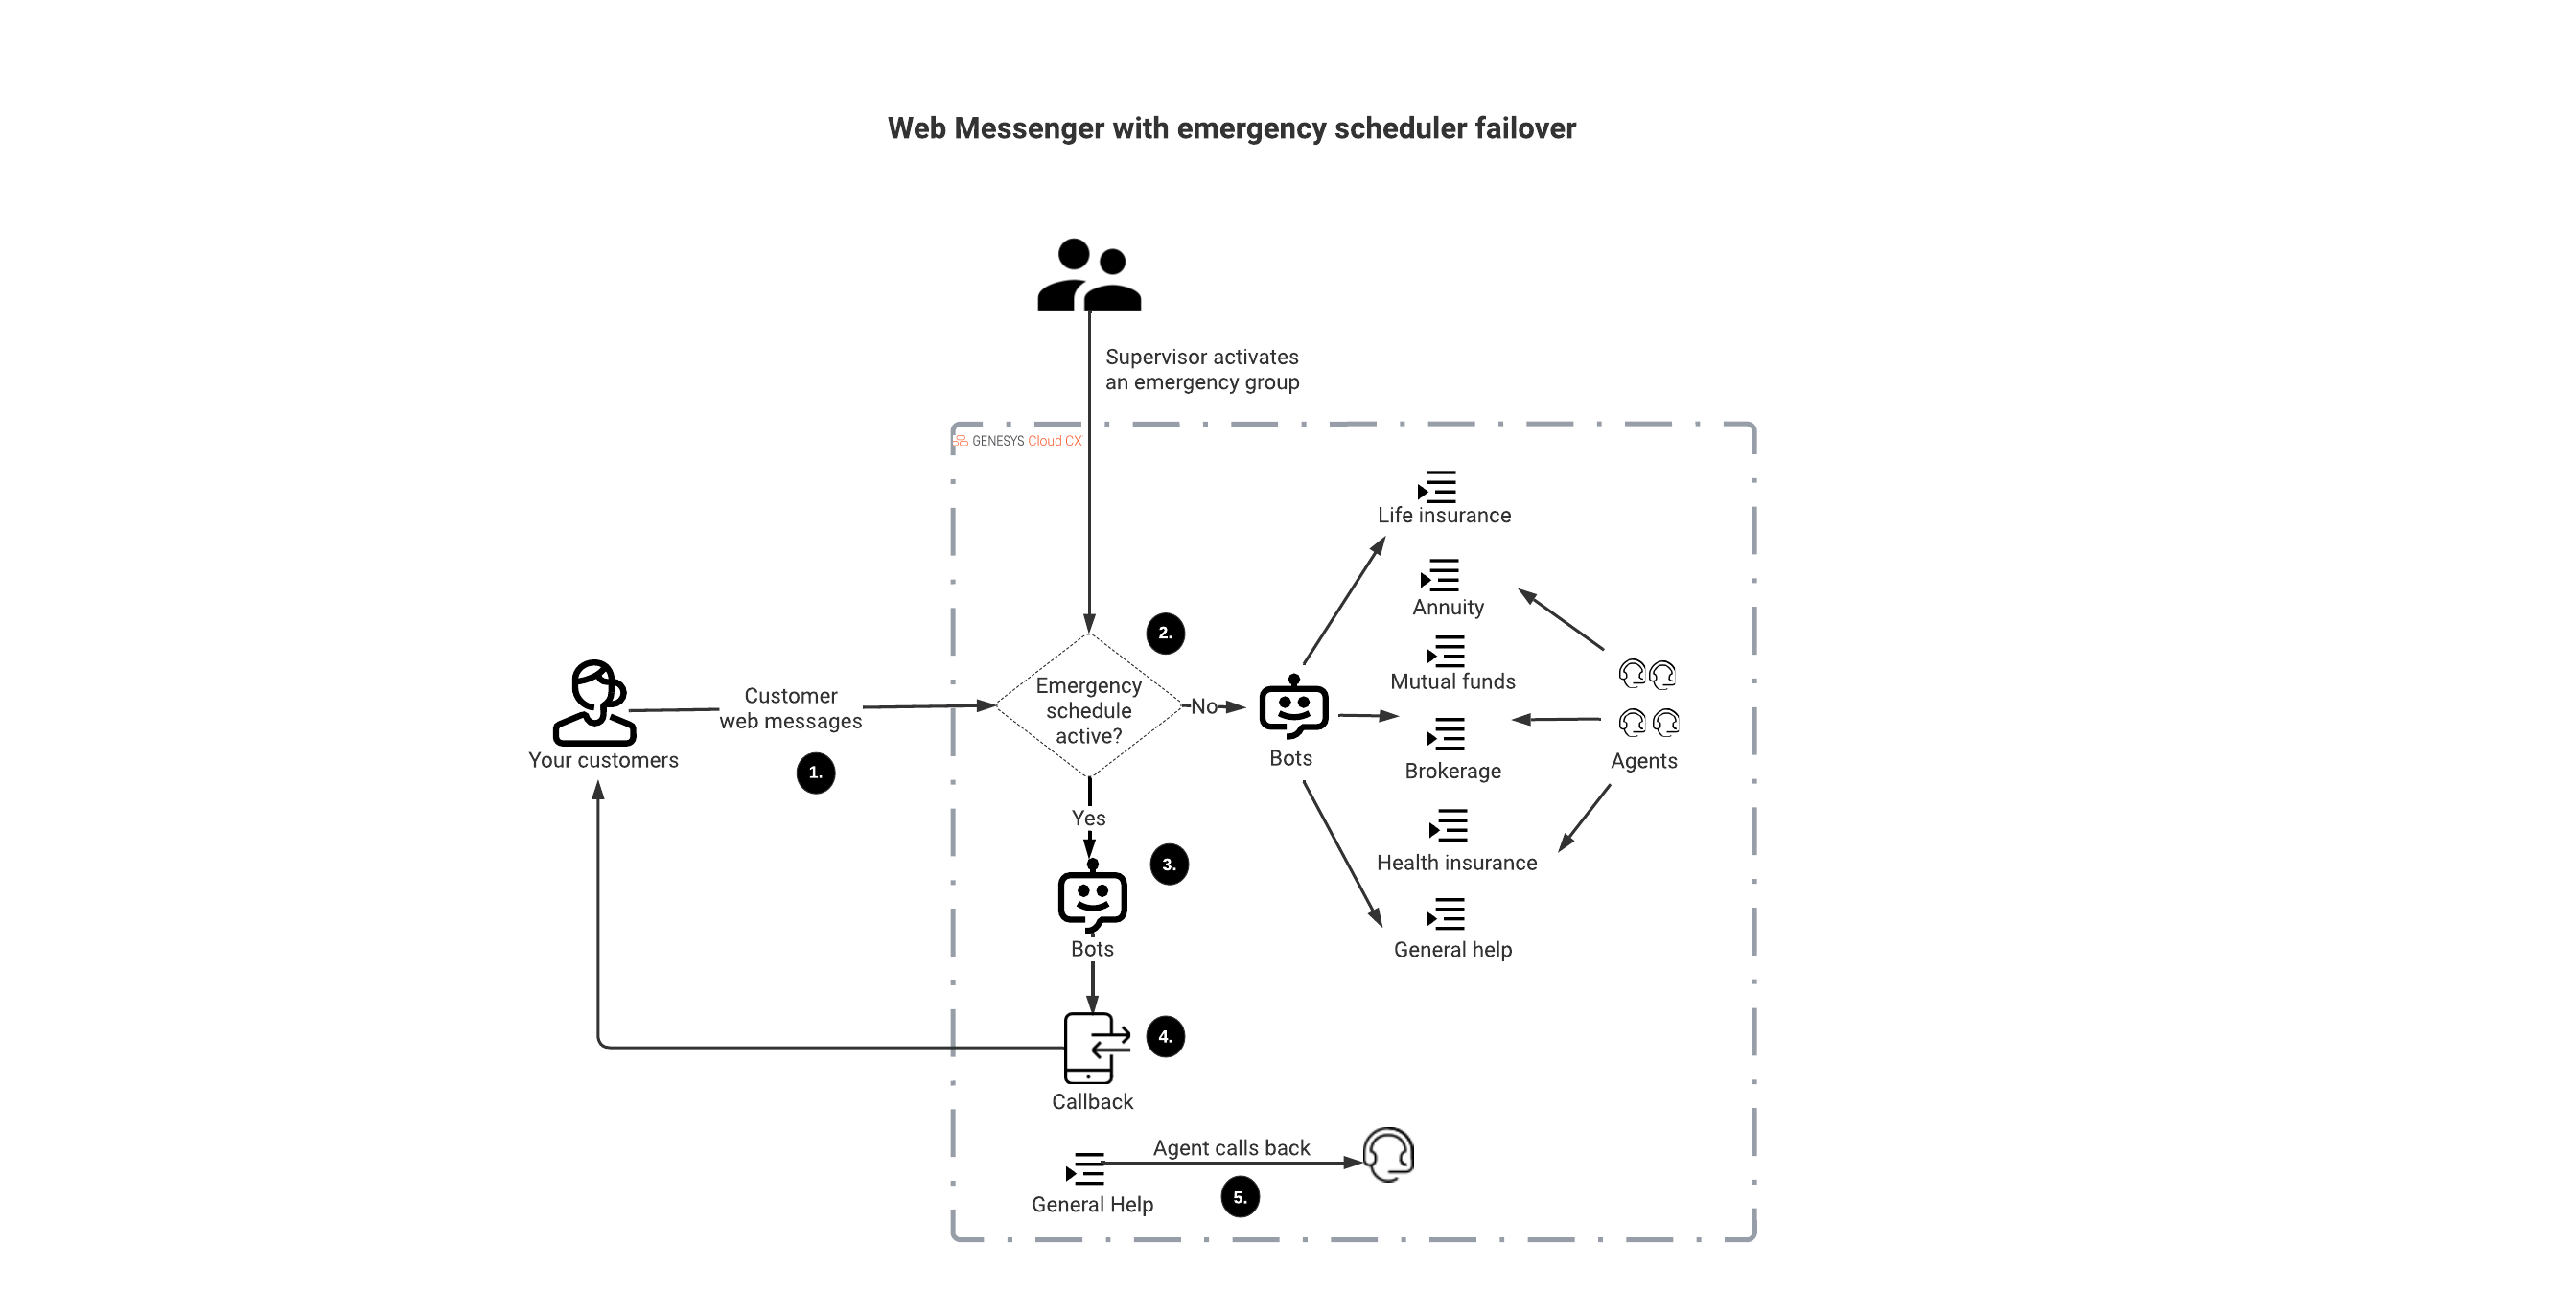 Web Messenger with emergency scheduler failover
Supervisor activates
an emergency group
GENESYS Cloud CX
Life insurance
Annuity
2.
Mutual funds
Customer
web messages
Emergency
schedule
active?
No
Your customers
1.
Bots
Brokerage
Agents
Yes
3.
Health insurance
Bots
General help
4.
Callback
Agent calls back
5.
General Help